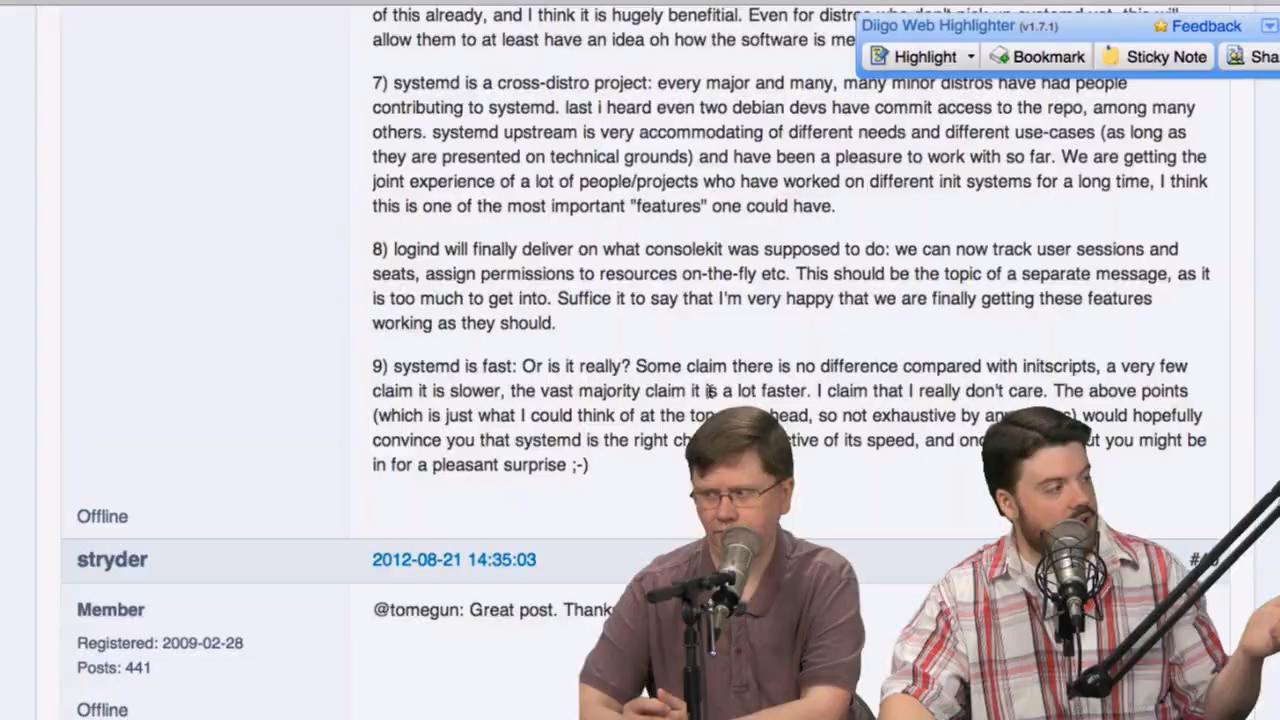 of this already, and I think it is hugely benefitial. Even for distros
allow them to at least have an idea oh how the software is
Diigo Web Highlighter (v1.7.1)
Feedback
Highlight
Bookmark
Sticky Note
Sha
7) systemd is a cross-distro project: every major and many, many minor distros have had people
contributing to systemd. last i heard even two debian devs have commit access to the repo, among many
others. systemd upstream is very accommodating of different needs and different use-cases (as long as
they are presented on technical grounds) and have been a pleasure to work with so far. We are getting the
joint experience of a lot of people/projects who have worked on different init systems for a long time, I think
this is one of the most important "features" one could have.
8) logind will finally deliver on what consolekit was supposed to do: we can now track user sessions and
seats, assign permissions to resources on-the-fly etc. This should be the topic of a separate message, as it
is too much to get into. Suffice it to say that I'm very happy that we are finally getting these features
working as they should.
9) systemd is fast: Or is it really? Some claim there is no difference compared with initscripts, a very few
claim it is slower, the vast majority claim it is a lot faster. I claim that I really don't care. The above points
(which is just what I could think of at the top head, so not exhaustive by would hopefully
convince you that systemd is the right of its speed, and you might be
in for a pleasant surprise ;-)
Offline
stryder
2012-08-21 14:35:03
Member
@tomegun: Great post.
Registered: 2009-02-28
Posts: 441
Offline